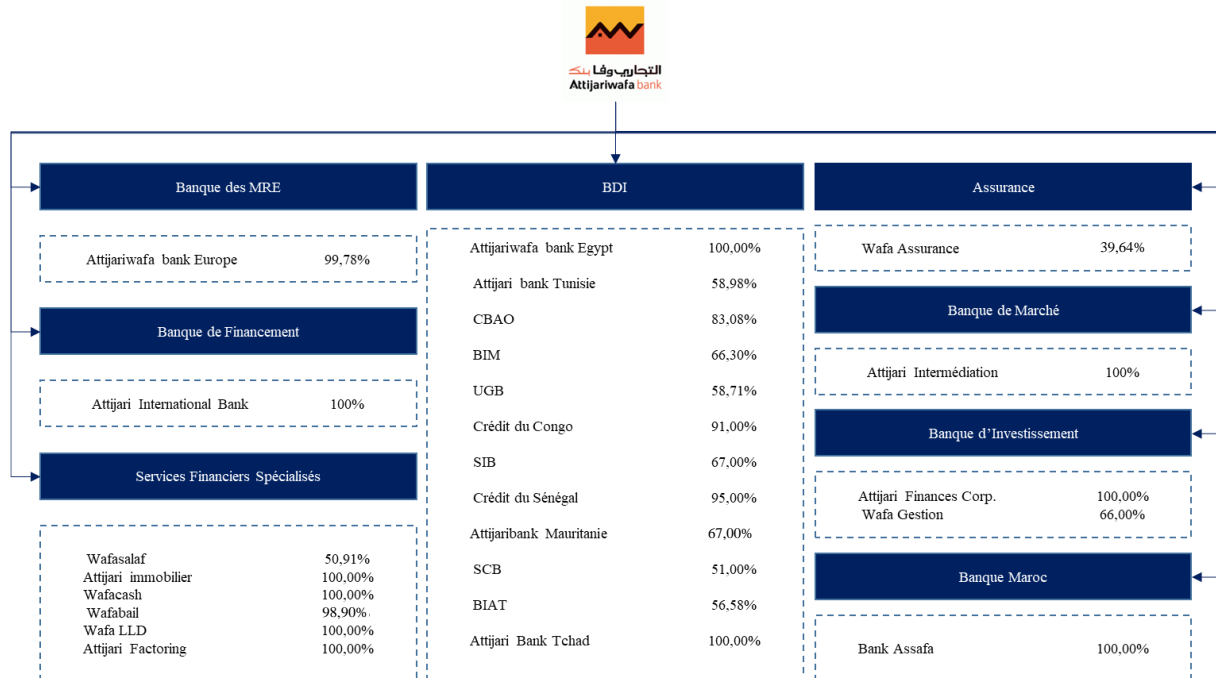 التجاري وفا بنك
Attijariwafa bank
Banque des MRE
Attijariwafa bank Europe 99,78%
Banque de Financement
Attijari International Bank 100%
Services Financiers Spécialisés
Wafasalaf 50,91%
Attijari immobilier 100,00%
Wafacash 100,00%
Wafabail 98,90%
Wafa LLD 100,00%
Attijari Factoring 100,00%
BDI
Attijariwafa bank Egypt 100,00%
Attijari bank Tunisie 58,98%
CBAO 83,08%
BIM 66,30%
UGB 58,71%
Crédit du Congo 91,00%
SIB 67,00%
Crédit du Sénégal 95,00%
Attijaribank Mauritanie 67,00%
SCB 51,00%
BIAT 56,58%
Attijari Bank Tchad 100,00%
Assurance
Wafa Assurance 39,64%
Banque de Marché
Attijari Intermédiation 100%
Banque d’Investissement
Attijari Finances Corp. 100,00%
Wafa Gestion 66,00%
Banque Maroc
Bank Assafa 100,00%